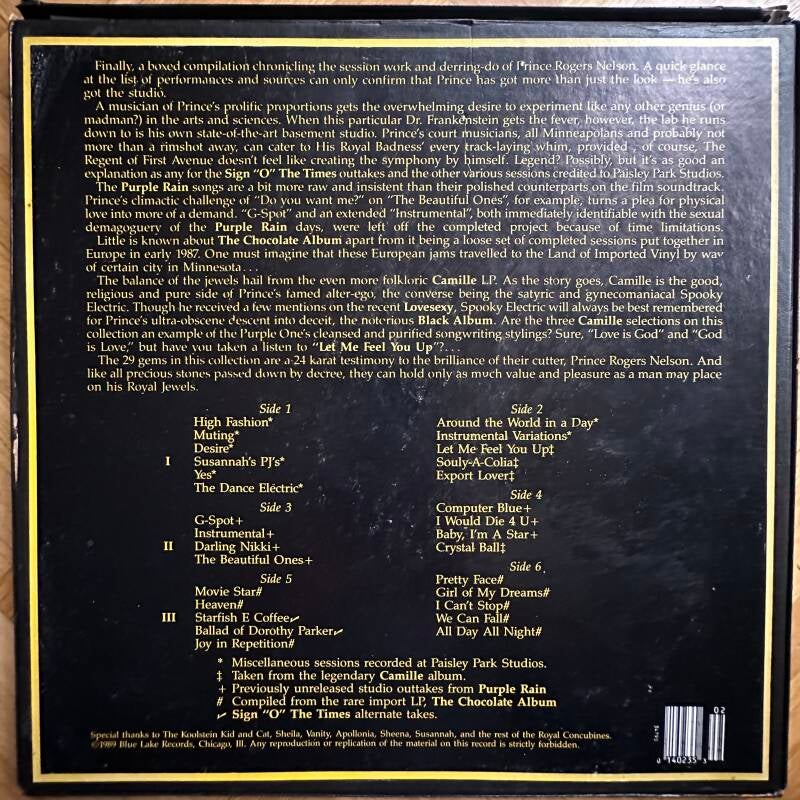 Finally, a boxed compilation chronicling the session work and derring-do of Prince Rogers Nelson. A quick glance
at the list of performances and sources can only confirm that Prince has got more than just the look — he's also
got the studio.
A musician of Prince's prolific proportions gets the overwhelming desire to experiment like any other genius (or
madman?) in the arts and sciences. When this particular Dr. Frankenstein gets the fever, however, the lab he runs
down to is his own state-of-the-art basement studio. Prince's court musicians, all Minneapolans and probably not
more than a rimshot away, can cater to His Royal Badness' every track-laying whim, provided , of course, The
Regent of First Avenue doesn't feel like creating the symphony by himself. Legend? Possibly, but it's as good an
explanation as any for the Sign "O" The Times outtakes and the other various sessions credited to Paisley Park Studios.
The Purple Rain songs are a bit more raw and insistent than their polished counterparts on the film soundtrack.
Prince's climactic challenge of "Do you want me?" on "The Beautiful Ones", for example, turns a plea for physical
love into more of a demand. "G-Spot" and an extended "Instrumental", both immediately identifiable with the sexual
demagoguery of the Purple Rain days, were left off the completed project because of time limitations.
Little is known about The Chocolate Album apart from it being a loose set of completed sessions put together in
Europe in early 1987. One must imagine that these European jams travelled to the Land of Imported Vinyl by way
of certain city in Minnesota...
The balance of the jewels hail from the even more folkloric Camille LP. As the story goes, Camille is the good,
religious and pure side of Prince's famed alter-ego, the converse being the satyric and gynecomaniacal Spooky
Electric. Though he received a few mentions on the recent Lovesexy, Spooky Electric will always be best remembered
for Prince's ultra-obscene descent into deceit, the notorious Black Album. Are the three Camille selections on this
collection an example of the Purple One's cleansed and purified songwriting stylings? Sure, "Love is God" and "God
is Love," but have you taken a listen to "Let Me Feel You Up"?...
The 29 gems in this collection are a 24 karat testimony to the brilliance of their cutter, Prince Rogers Nelson. And
like all precious stones passed down by decree, they can hold only as much value and pleasure as a man may place
on his Royal Jewels.
I
Side 1
High Fashion*
Muting*
Desire*
Susannah's PJ's*
Yes*
The Dance Electric*
Side 2
Around the World in a Day*
Instrumental Variations*
Let Me Feel You Up‡
Souly-A-Colia‡
Export Lover‡
II
Side 3
G-Spot+
Instrumental+
Darling Nikki+
The Beautiful Ones+
Side 4
Computer Blue+
I Would Die 4 U+
Baby, I'm A Star+
Crystal Ball‡
III
Side 5
Movie Star#
Heaven#
Starfish E Coffee✓
Ballad of Dorothy Parker✓
Joy in Repetition#
Side 6
Pretty Face#
Girl of My Dreams#
I Can't Stop#
We Can Fall#
All Day All Night#
* Miscellaneous sessions recorded at Paisley Park Studios.
‡ Taken from the legendary Camille album.
+ Previously unreleased studio outtakes from Purple Rain
# Compiled from the rare import LP, The Chocolate Album
✓ Sign "O" The Times alternate takes.
Special thanks to The Koolstein Kid and Cat, Sheila, Vanity, Apollonia, Sheena, Susannah, and the rest of the Royal Concubines.
©1989 Blue Lake Records, Chicago, Ill. Any reproduction or replication of the material on this record is strictly forbidden.
02
0 140235 3